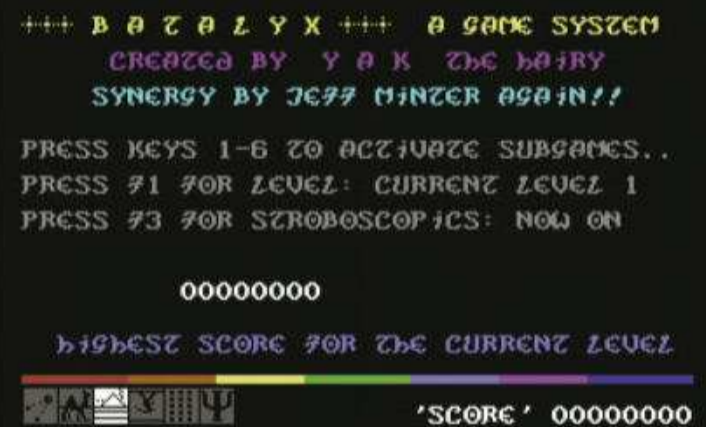 +++ B A T A L Y X +++ A GAME SYSTEM
CREATED BY Y A K THE HAIRY
SYNERGY BY JEFF MINTER AGAIN!!
PRESS KEYS 1-6 TO ACTIVATE SUBGAMES..
PRESS F1 FOR LEVEL: CURRENT LEVEL 1
PRESS F3 FOR STROBOSCOPICS: NOW ON
00000000
HIGHEST SCORE FOR THE CURRENT LEVEL
'SCORE' 00000000